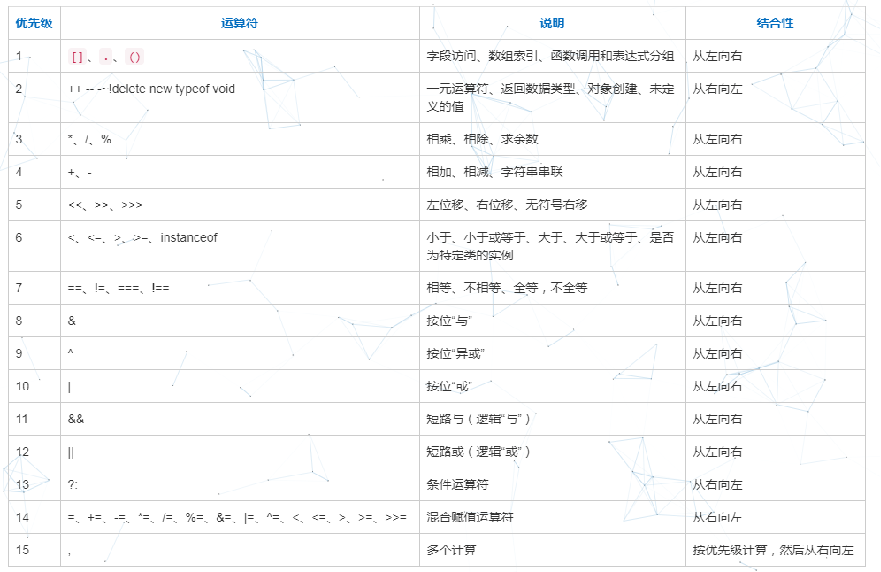 优先级 运算符 说明 结合性
1 []、.、() 字段访问、数组索引、函数调用和表达式分组 从左向右
2 ++ -- -~!delete new typeof void 一元运算符、返回数据类型、对象创建、未定 从右向左
义的值
3 *、/、% 相乘、相除、求余数 从左向右
4 +、- 相加、相减、字符串串联 从左向右
5 <<、>>、>>> 左位移、右位移、无符号右移 从左向右
6 <、<=、>、>=、instanceof 小于、小于或等于、大于、大于或等于、是否 从左向右
为特定类的实例
7 ==、!=、===、!== 相等、不相等、全等，不全等 从左向右
8 & 按位“与” 从左向右
9 ^ 按位“异或” 从左向右
10 | 按位“或” 从左向右
11 && 短路与（逻辑“与”） 从左向右
12 || 短路或（逻辑“或”） 从左向右
13 ?: 条件运算符 从右向左
14 =、+=、-=、*=、/=、%=、&=、|=、^=、<、<=、>、>=、>>= 混合赋值运算符 从右向左
15 , 多个计算 按优先级计算，然后从右向左